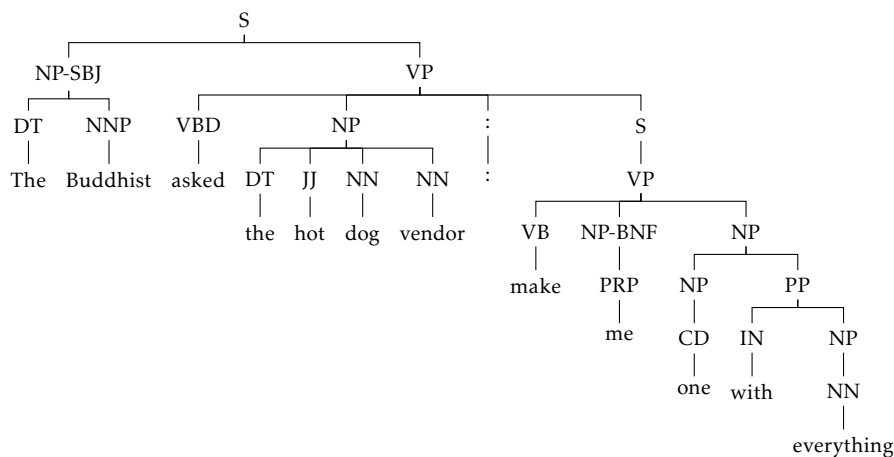 S
NP-SBJ VP
DT NNP VBD NP : S
The Buddhist asked DT JJ NN NN : VP
the hot dog vendor VB NP-BNF NP
make PRP NP PP
me CD IN NP
one with NN
everything